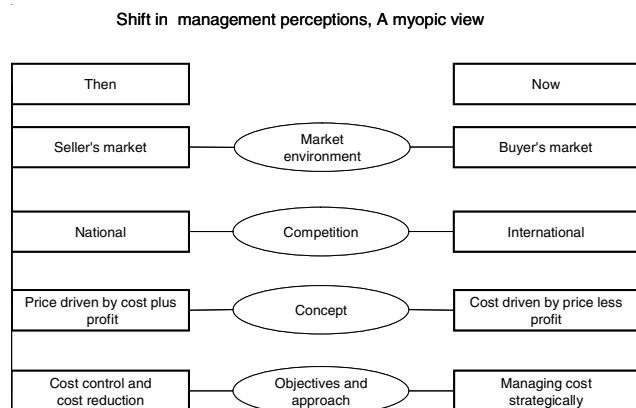 Shift in  management perceptions, A myopic view
Then
Now
Seller's market
Market
environment
Buyer's market
National
Competition
International
Price driven by cost plus
profit
Concept
Cost driven by price less
profit
Cost control and
cost reduction
Objectives and
approach
Managing cost
strategically